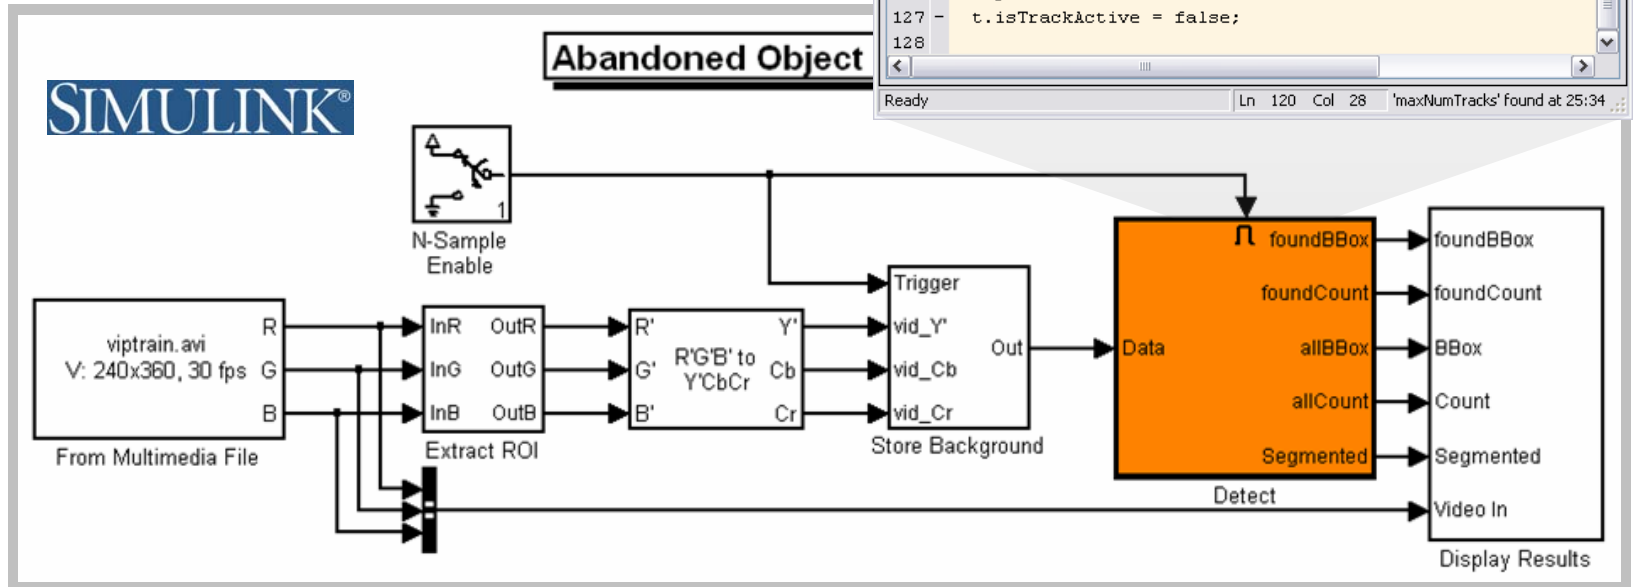 127 - t.isTrackActive = false;
128
Ready
Ln 120 Col 28 'maxNumTracks' found at 25:34
Abandoned Object
SIMULINK®
1
N-Sample
Enable
viptrain.avi
V: 240x360, 30 fps
R
G
B
From Multimedia File
InR OutR
InG OutG
InB OutB
Extract ROI
R' Y'
G' Cb
B' Cr
R'G'B' to
Y'CbCr
Trigger
vid_Y'
vid_Cb
vid_Cr
Out
Store Background
Data
foundBBox
foundCount
allBBox
allCount
Segmented
Detect
foundBBox
foundCount
BBox
Count
Segmented
Video In
Display Results